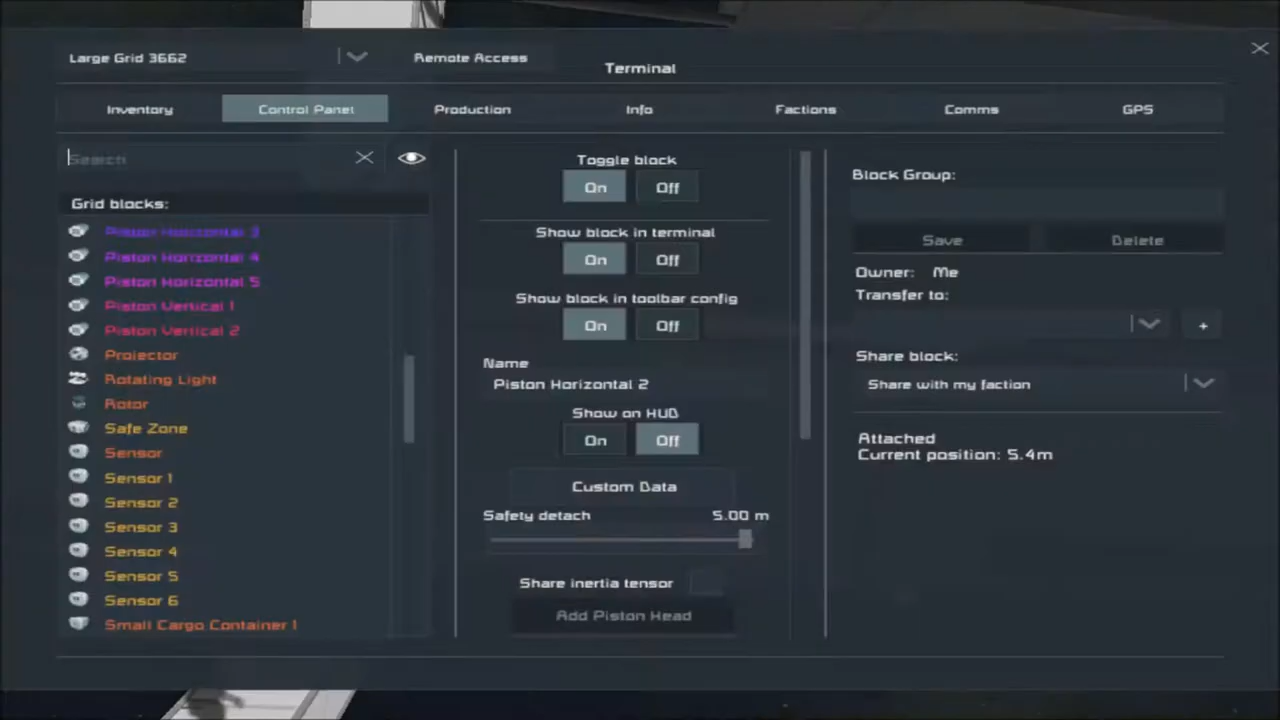 Large Grid 3662
Remote Access
Terminal
Inventory
Control Panel
Production
Info
Factions
Comms
GPS
Search
Grid blocks:
Piston Horizontal 3
Piston Horizontal 4
Piston Horizontal 5
Piston Vertical 1
Piston Vertical 2
Projector
Rotating Light
Rotor
Safe Zone
Sensor
Sensor 1
Sensor 2
Sensor 3
Sensor 4
Sensor 5
Sensor 6
Small Cargo Container 1
Toggle block
On Off
Show block in terminal
On Off
Show block in toolbar config
On Off
Name
Piston Horizontal 2
Show on HUD
On Off
Custom Data
Safety detach 5.00 m
Share inertia tensor
Add Piston Head
Block Group:
Save Delete
Owner: Me
Transfer to:
+
Share block:
Share with my faction
Attached
Current position: 5.4m